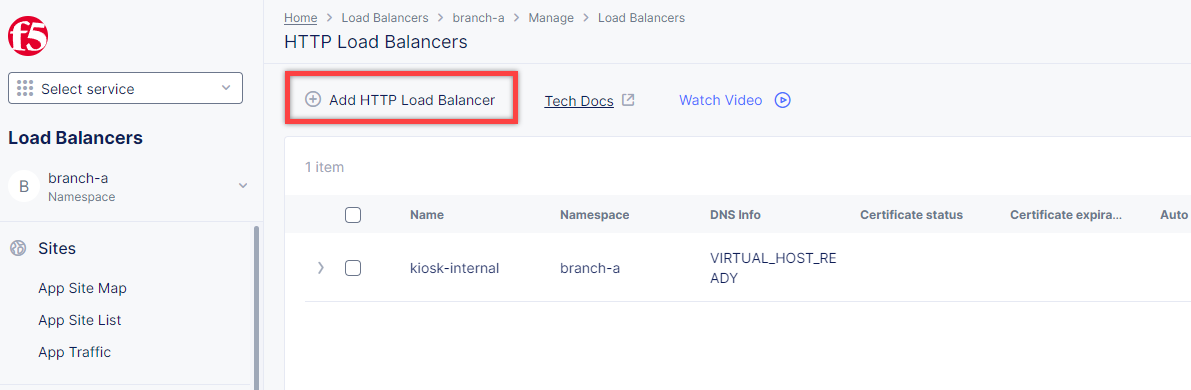 f5
Home > Load Balancers > branch-a > Manage > Load Balancers
HTTP Load Balancers
Select service
Add HTTP Load Balancer
Tech Docs
Watch Video
Load Balancers
B
branch-a
Namespace
1 item
Name Namespace DNS Info Certificate status Certificate expira... Auto
kiosk-internal branch-a VIRTUAL_HOST_RE
ADY
Sites
App Site Map
App Site List
App Traffic